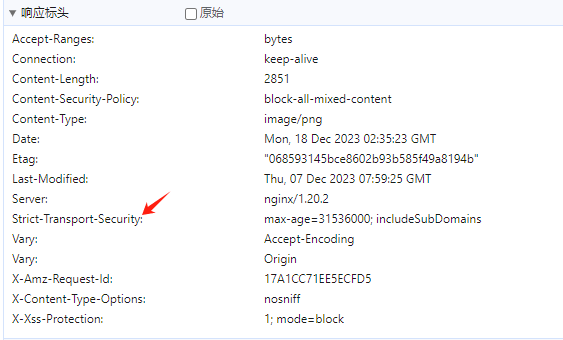 ▼ 响应标头 原始
Accept-Ranges: bytes
Connection: keep-alive
Content-Length: 2851
Content-Security-Policy: block-all-mixed-content
Content-Type: image/png
Date: Mon, 18 Dec 2023 02:35:23 GMT
Etag: "068593145bce8602b93b585f49a8194b"
Last-Modified: Thu, 07 Dec 2023 07:59:25 GMT
Server: nginx/1.20.2
Strict-Transport-Security: max-age=31536000; includeSubDomains
Vary: Accept-Encoding
Vary: Origin
X-Amz-Request-Id: 17A1CC71EE5ECFD5
X-Content-Type-Options: nosniff
X-Xss-Protection: 1; mode=block